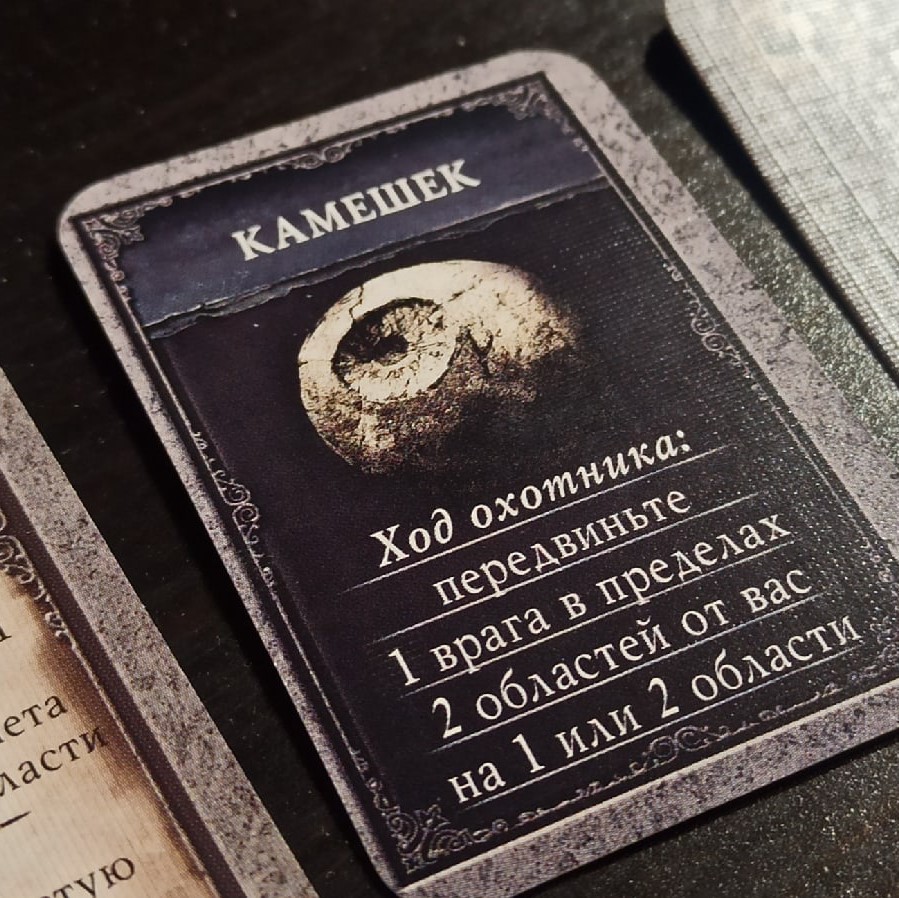 КАМЕШЕК
Ход охотника:
передвиньте
1 врага в пределах
2 областей от вас
на 1 или 2 области